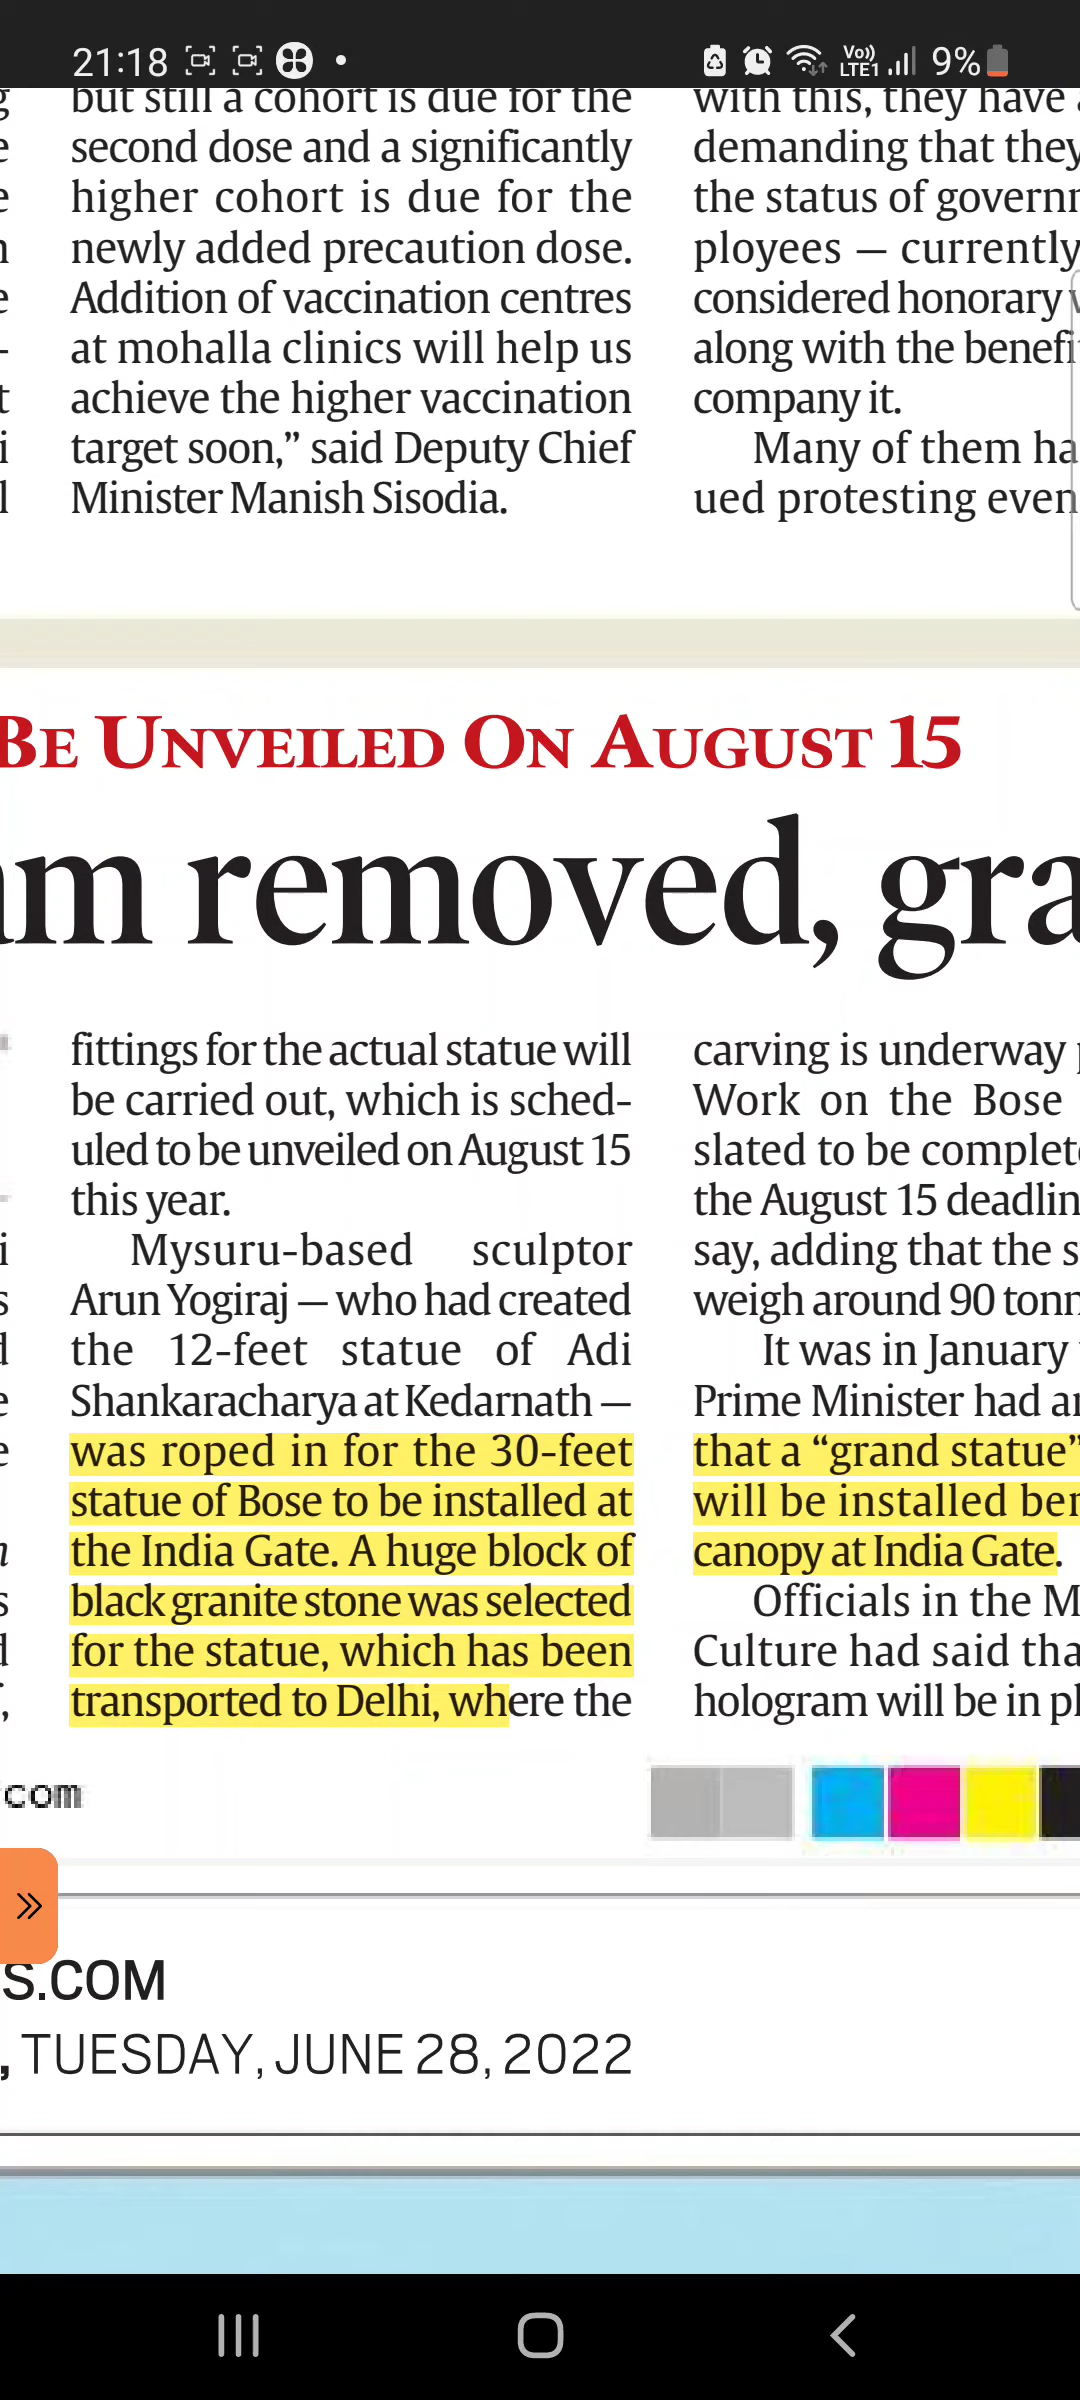 21:18
Vo)) LTE1 9%
but still a cohort is due for the
second dose and a significantly
higher cohort is due for the
newly added precaution dose.
Addition of vaccination centres
at mohalla clinics will help us
achieve the higher vaccination
target soon,” said Deputy Chief
Minister Manish Sisodia.
with this, they have
demanding that they
the status of
ployees — currently
considered honorary
along with the
company it.
Many of them
ued protesting even
BE UNVEILED ON AUGUST 15
removed,
fittings for the actual statue will
be carried out, which is sched-
uled to be unveiled on August 15
this year.
Mysuru-based sculptor
Arun Yogiraj — who had created
the 12-feet statue of Adi
Shankaracharya at Kedarnath —
was roped in for the 30-feet
statue of Bose to be installed at
the India Gate. A huge block of
black granite stone was selected
for the statue, which has been
transported to Delhi, where the
carving is underway
Work on the Bose
slated to be
the August 15
say, adding that the
weigh around 90
It was in January
Prime Minister had
that a “grand statue”
will be installed
canopy at India Gate.
Officials in the
Culture had said
hologram will be in
com
S.COM
, TUESDAY, JUNE 28, 2022